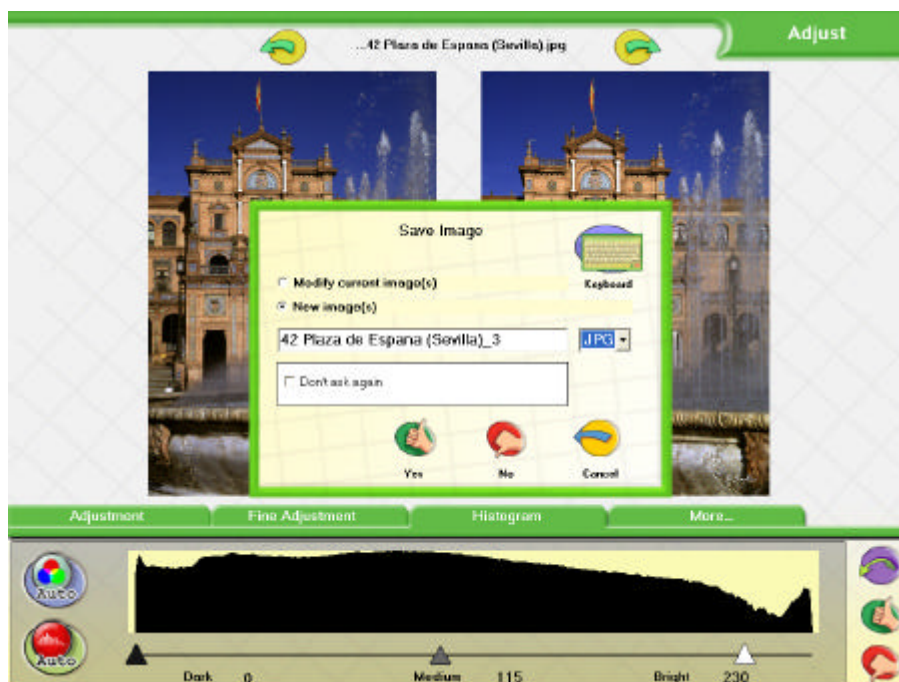 Adjust
...42 Plaza de Espana (Sevilla).jpg
Save Image
Keyboard
Modify current image(s)
New image(s)
42 Plaza de Espana (Sevilla)_3
JPG
Don't ask again
Yes No Cancel
Adjustment Fine Adjustment Histogram More...
Auto
Auto
Dark 0 Medium 115 Bright 230